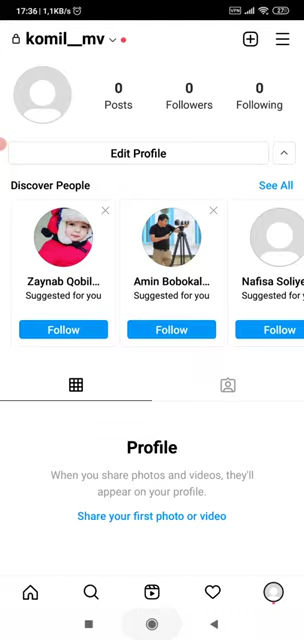 17:36 | 1,1KB/s
VPN 27
komil__mv
0 0 0
Posts Followers Following
Edit Profile
Discover People See All
Zaynab Qobil... Amin Bobokal... Nafisa Soliye
Suggested for you Suggested for you Suggested for y
Follow Follow Follow
Profile
When you share photos and videos, they'll
appear on your profile.
Share your first photo or video